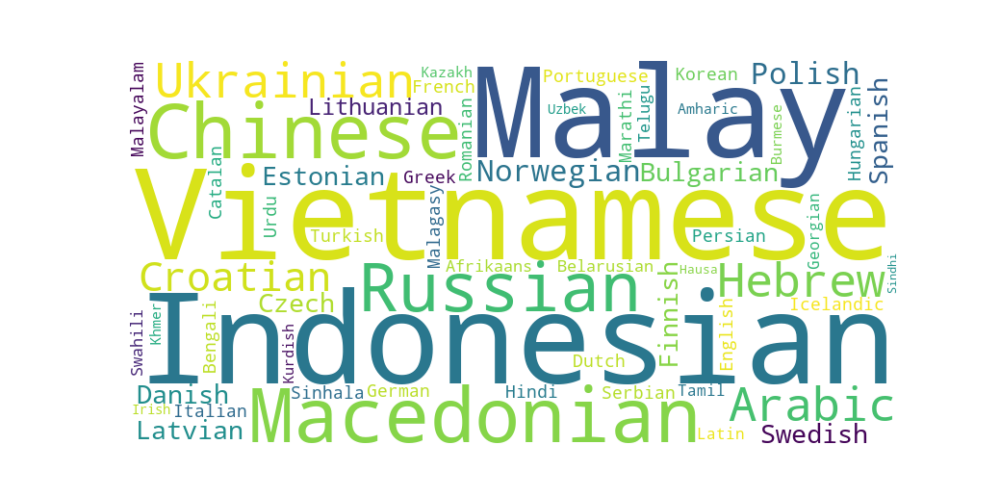 Malayalam
Ukrainian
Kazakh
French
Malay
Portuguese
Korean
Polish
Lithuanian
Chinese
Romanian
Uzbek
Marathi
Telugu
Amharic
Burmese
Hungarian
Spanish
Catalan
Estonian
Greek
Norwegian
Bulgarian
Vietnamese
Urdu
Turkish
Malagasy
Persian
Georgian
Croatian
Czech
Russian
Afrikaans
Belarusian
Finnish
Hausa
Hebrew
Sindhi
Icelandic
Swahili
Khmer
Indonesian
Bengali
Kurdish
English
Dutch
Danish
Sinhala
German
Hindi
Serbian
Tamil
Arabic
Irish
Italian
Macedonian
Latvian
Latin
Swedish